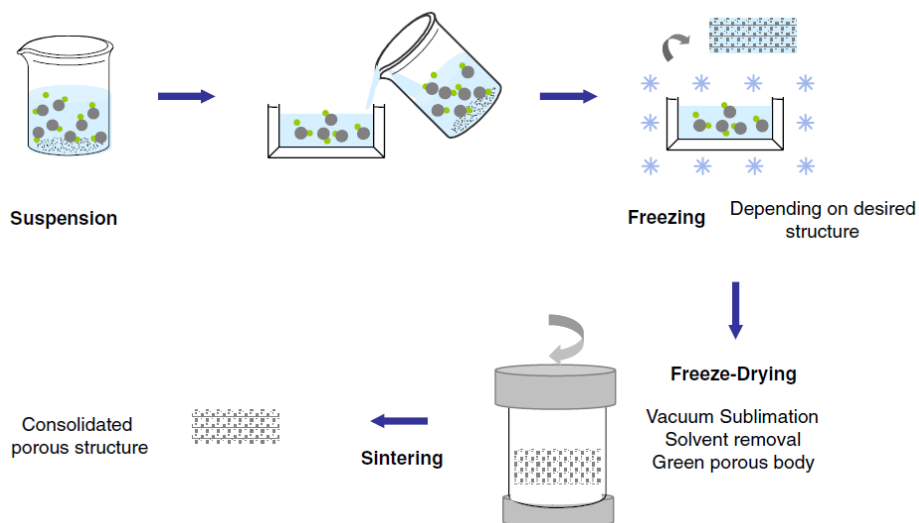 Suspension
Freezing
Depending on desired
structure
Freeze-Drying
Vacuum Sublimation
Solvent removal
Green porous body
Sintering
Consolidated
porous structure